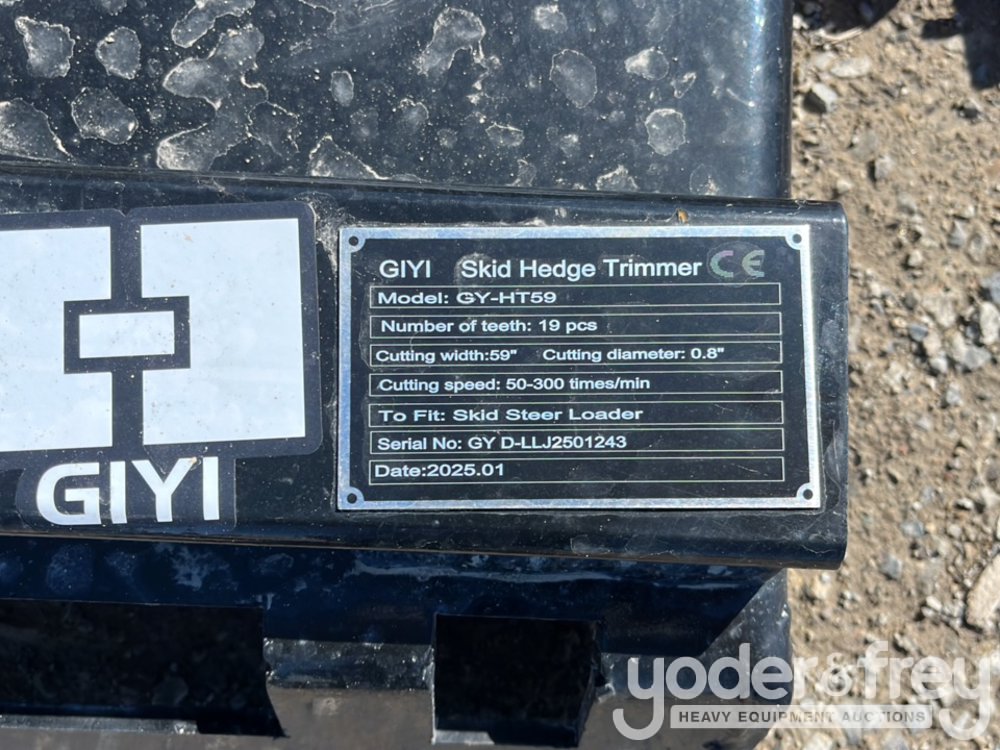 GIYI Skid Hedge Trimmer CE
Model: GY-HT59
Number of teeth: 19 pcs
Cutting width:59" Cutting diameter: 0.8"
Cutting speed: 50-300 times/min
To Fit: Skid Steer Loader
Serial No: GY D-LLJ2501243
Date:2025.01
GIYI
yoder&frey
HEAVY EQUIPMENT AUCTIONS